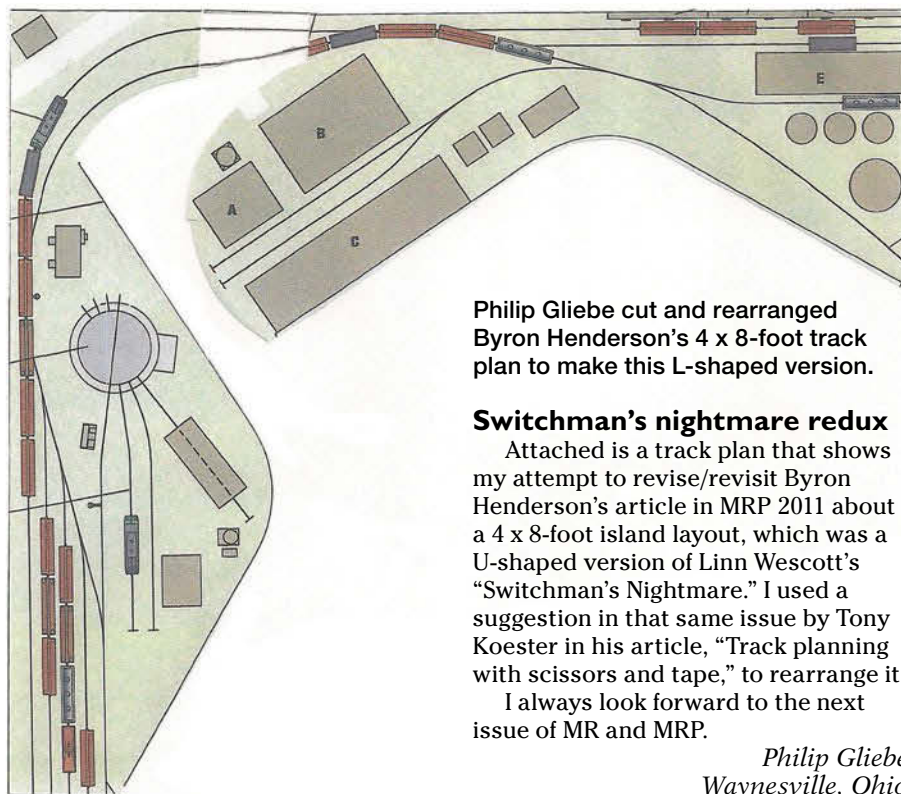 E
B
A
C
Philip Gliebe cut and rearranged
Byron Henderson’s 4 x 8-foot track
plan to make this L-shaped version.
Switchman’s nightmare redux
Attached is a track plan that shows
my attempt to revise/revisit Byron
Henderson’s article in MRP 2011 about
a 4 x 8-foot island layout, which was a
U-shaped version of Linn Wescott’s
“Switchman’s Nightmare.” I used a
suggestion in that same issue by Tony
Koester in his article, “Track planning
with scissors and tape,” to rearrange it
I always look forward to the next
issue of MR and MRP.
Philip Gliebe
Waynesville, Ohio